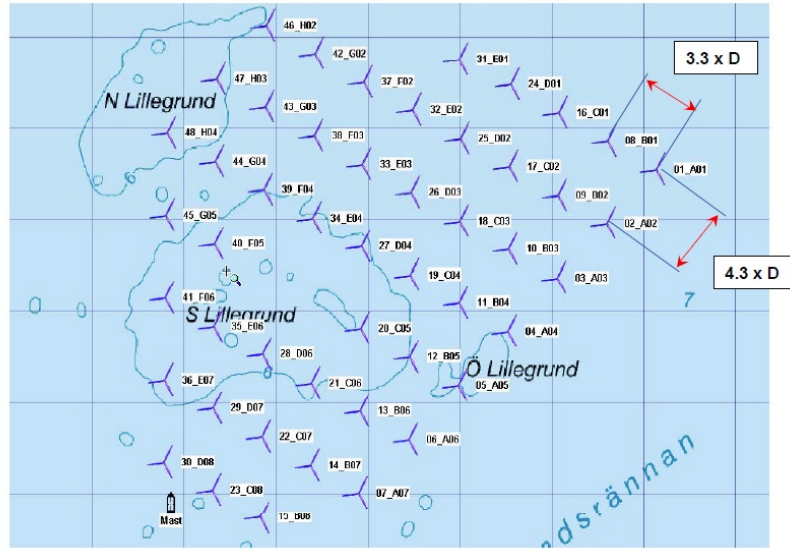 46_H02
42_G02
31_E01
3.3 x D
47_H03
37_F02
24_D01
N Lillegrund
43_G03
32_E02
16_C01
48_H04
38_F03
25_D02
08_B01
44_G04
33_E03
17_C02
01_A01
39_F04
26_D03
09_B02
45_G05
34_E04
18_C03
02_A02
40_F05
27_D04
10_B03
19_C04
03_A03
4.3 x D
41_F06
11_B04
7
S Lillegrund
35_E06
20_C05
04_A04
28_D06
12_B05
Ö Lillegrund
36_E07
21_C06
05_A05
29_D07
13_B06
22_C07
06_A06
30_D08
14_B07
23_C08
07_A07
Mast
15_B08
ndsrännan